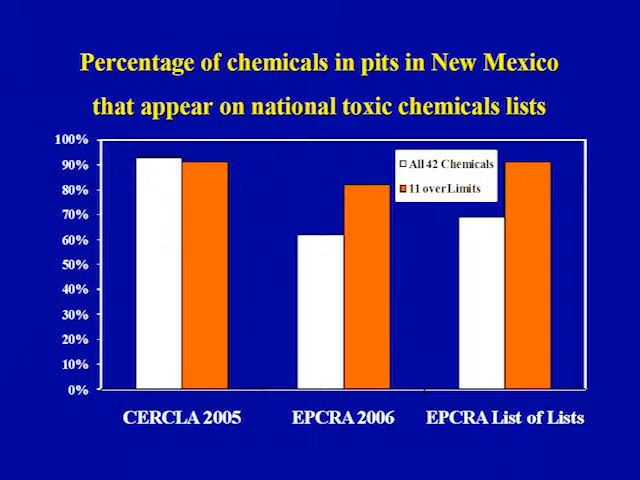 Percentage of chemicals in pits in New Mexico
that appear on national toxic chemicals lists
100%
90%
80%
70%
60%
50%
40%
30%
20%
10%
0%
All 42 Chemicals
11 over Limits
CERCLA 2005
EPCRA 2006
EPCRA List of Lists